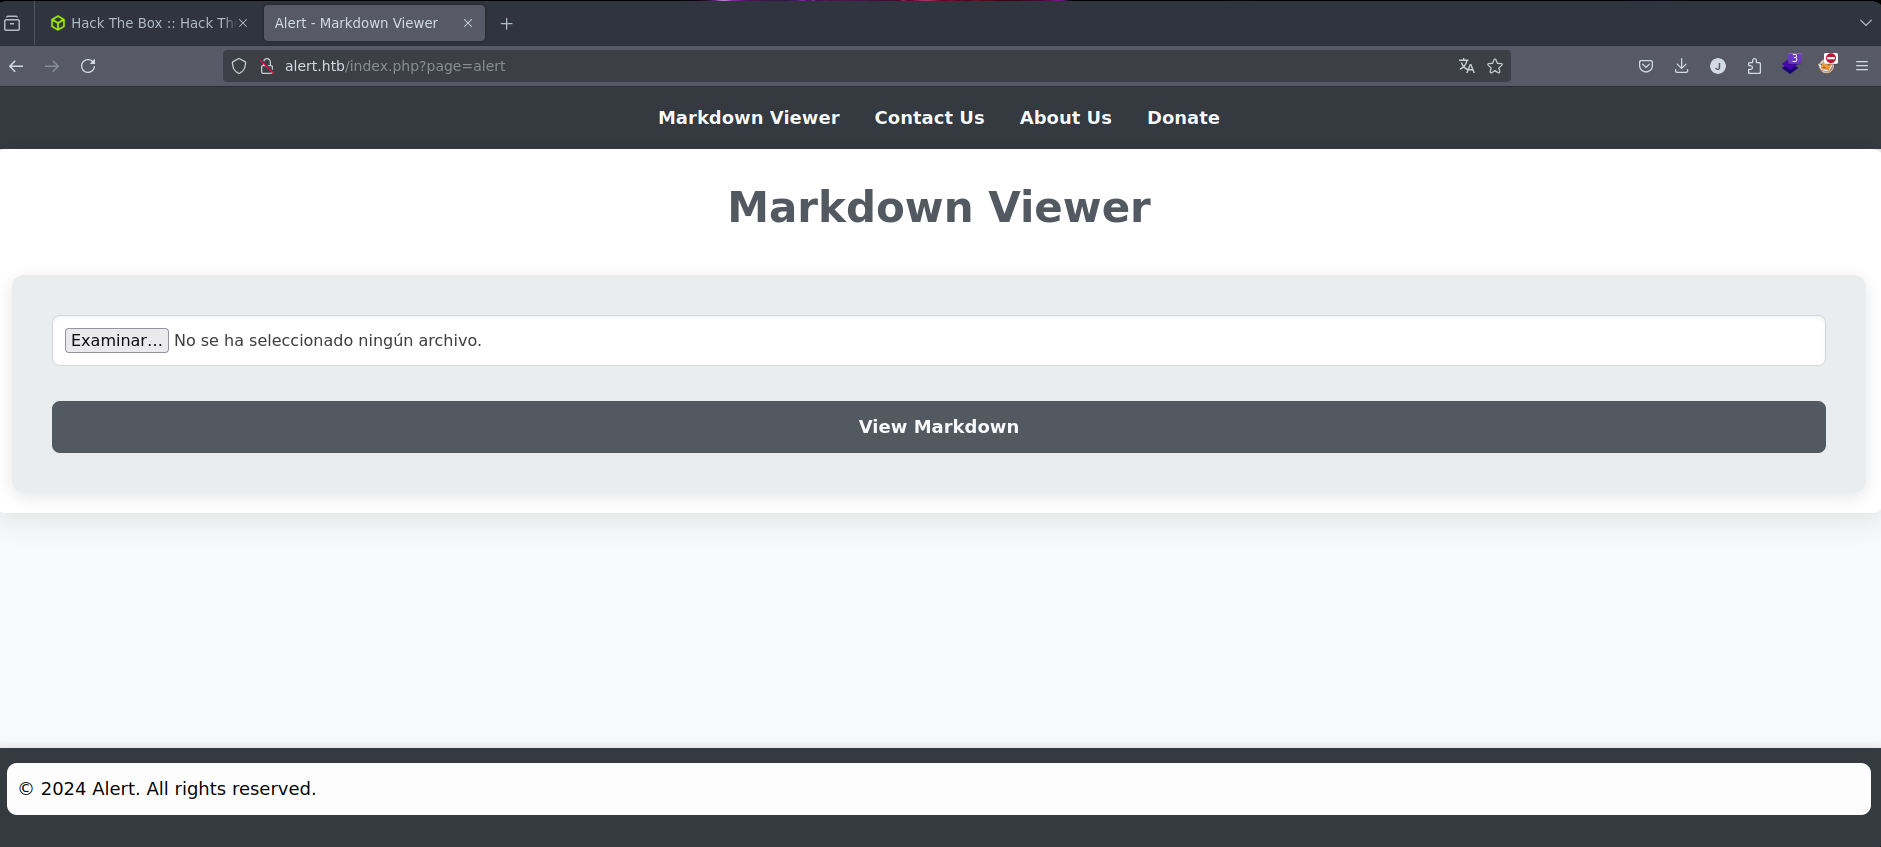 Hack The Box :: Hack Th
Alert - Markdown Viewer
alert.htb/index.php?page=alert
J
3
Markdown Viewer Contact Us About Us Donate
Markdown Viewer
Examinar... No se ha seleccionado ningún archivo.
View Markdown
© 2024 Alert. All rights reserved.